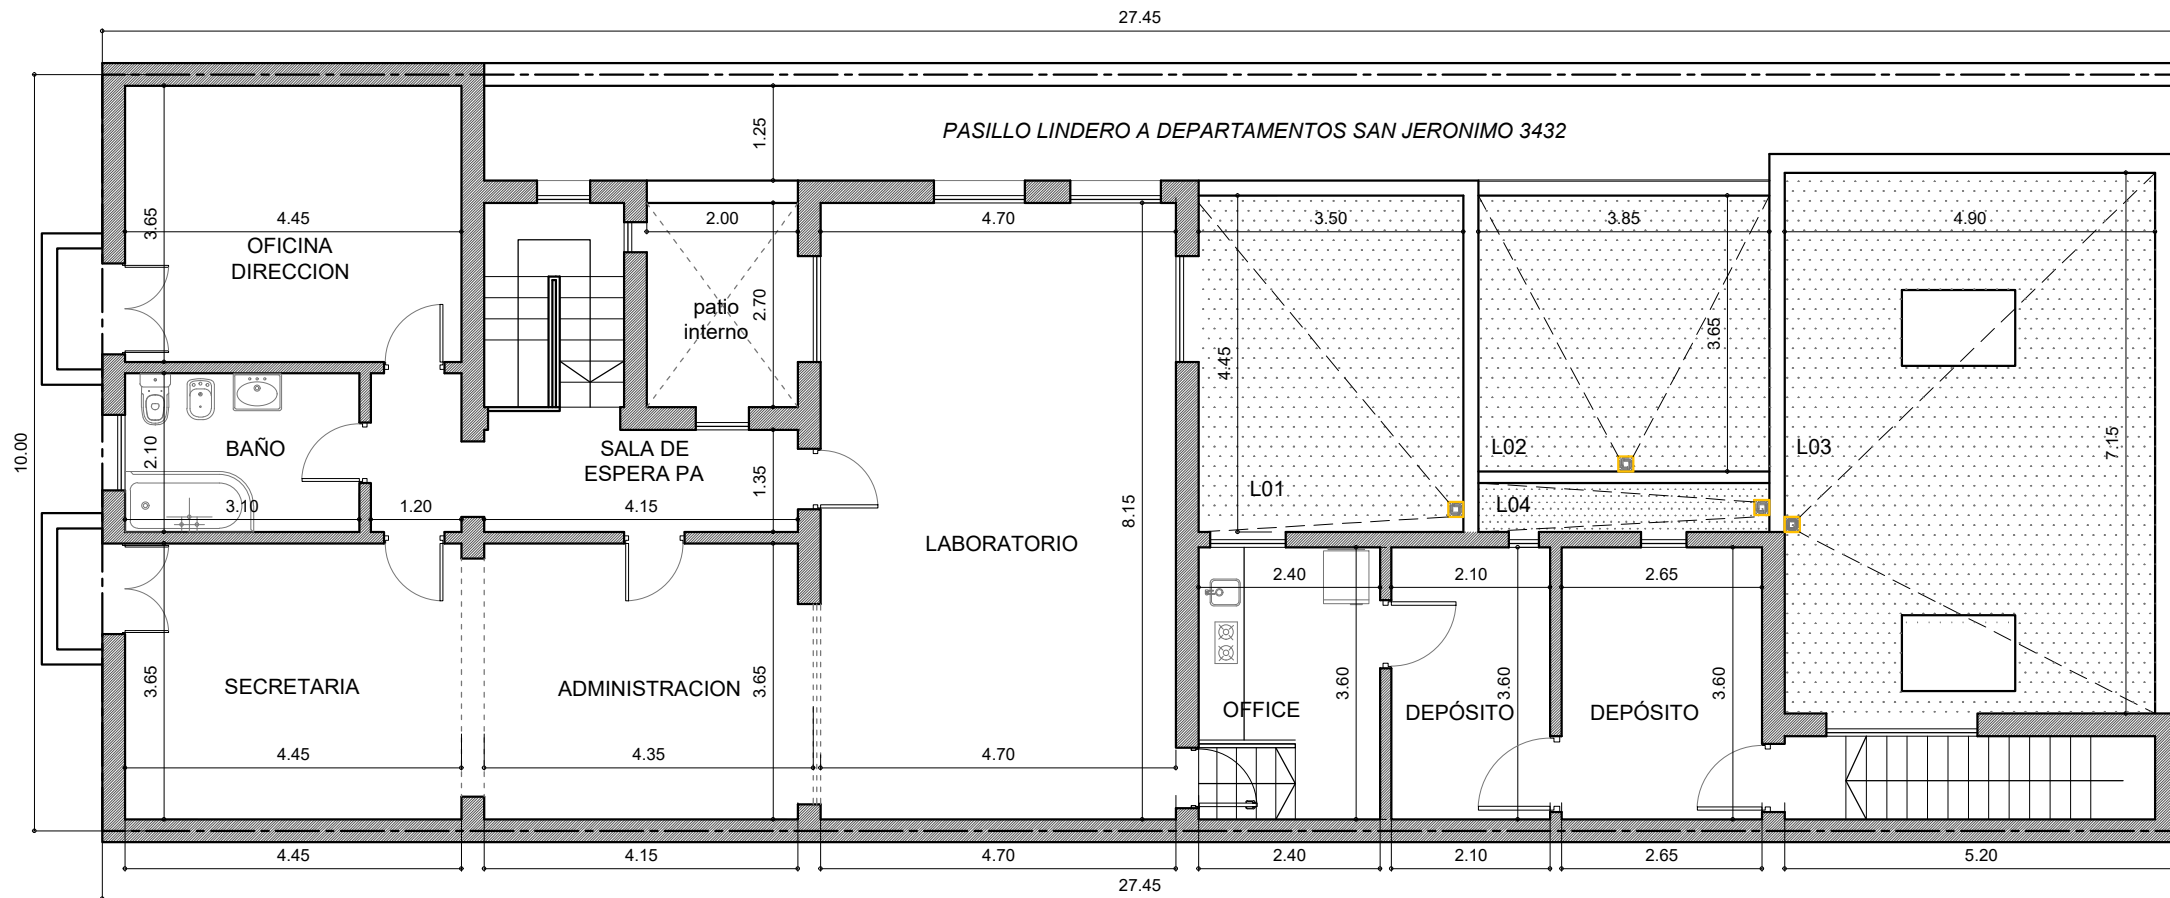 27.45
PASILLO LINDERO A DEPARTAMENTOS SAN JERONIMO 3432
1.25
3.65
4.45
OFICINA
DIRECCION
2.00
4.70
3.50
3.85
4.90
patio
interno
2.70
4.45
3.65
L02
L03
7.15
10.00
2.10
BAÑO
SALA DE
ESPERA PA
1.35
L01
L04
3.10
1.20
4.15
8.15
LABORATORIO
2.40
2.10
2.65
3.65
SECRETARIA
ADMINISTRACION
3.65
3.60
OFFICE
3.60
DEPÓSITO
3.60
DEPÓSITO
4.45
4.35
4.70
4.45
4.15
4.70
2.40
2.10
2.65
5.20
27.45